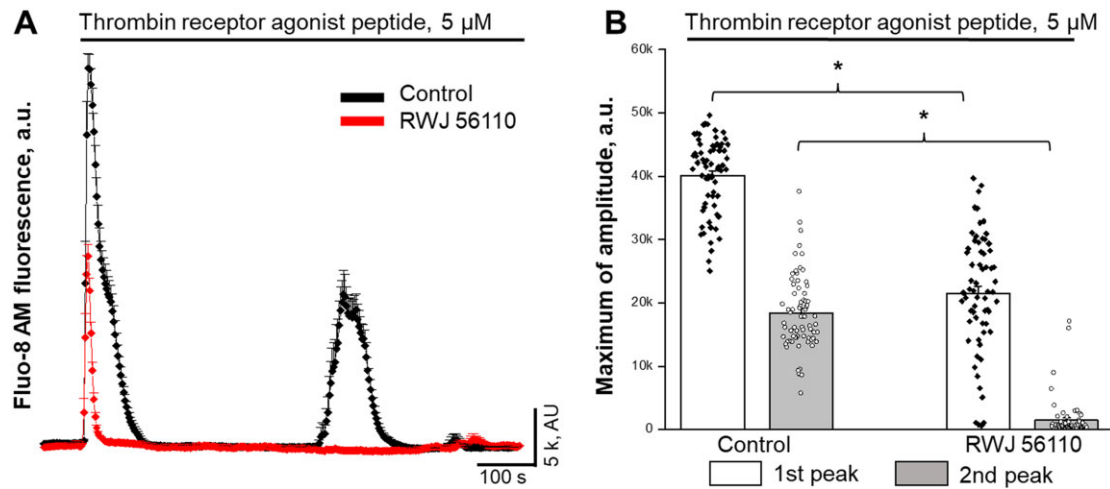 A
Thrombin receptor agonist peptide, 5 µM
Fluo-8 AM fluorescence, a.u.
Control
RWJ 56110
5 k, AU
100 s
B
Thrombin receptor agonist peptide, 5 µM
Maximum of amplitude, a.u.
60k
50k
40k
30k
20k
10k
0
*
*
Control
RWJ 56110
1st peak
2nd peak